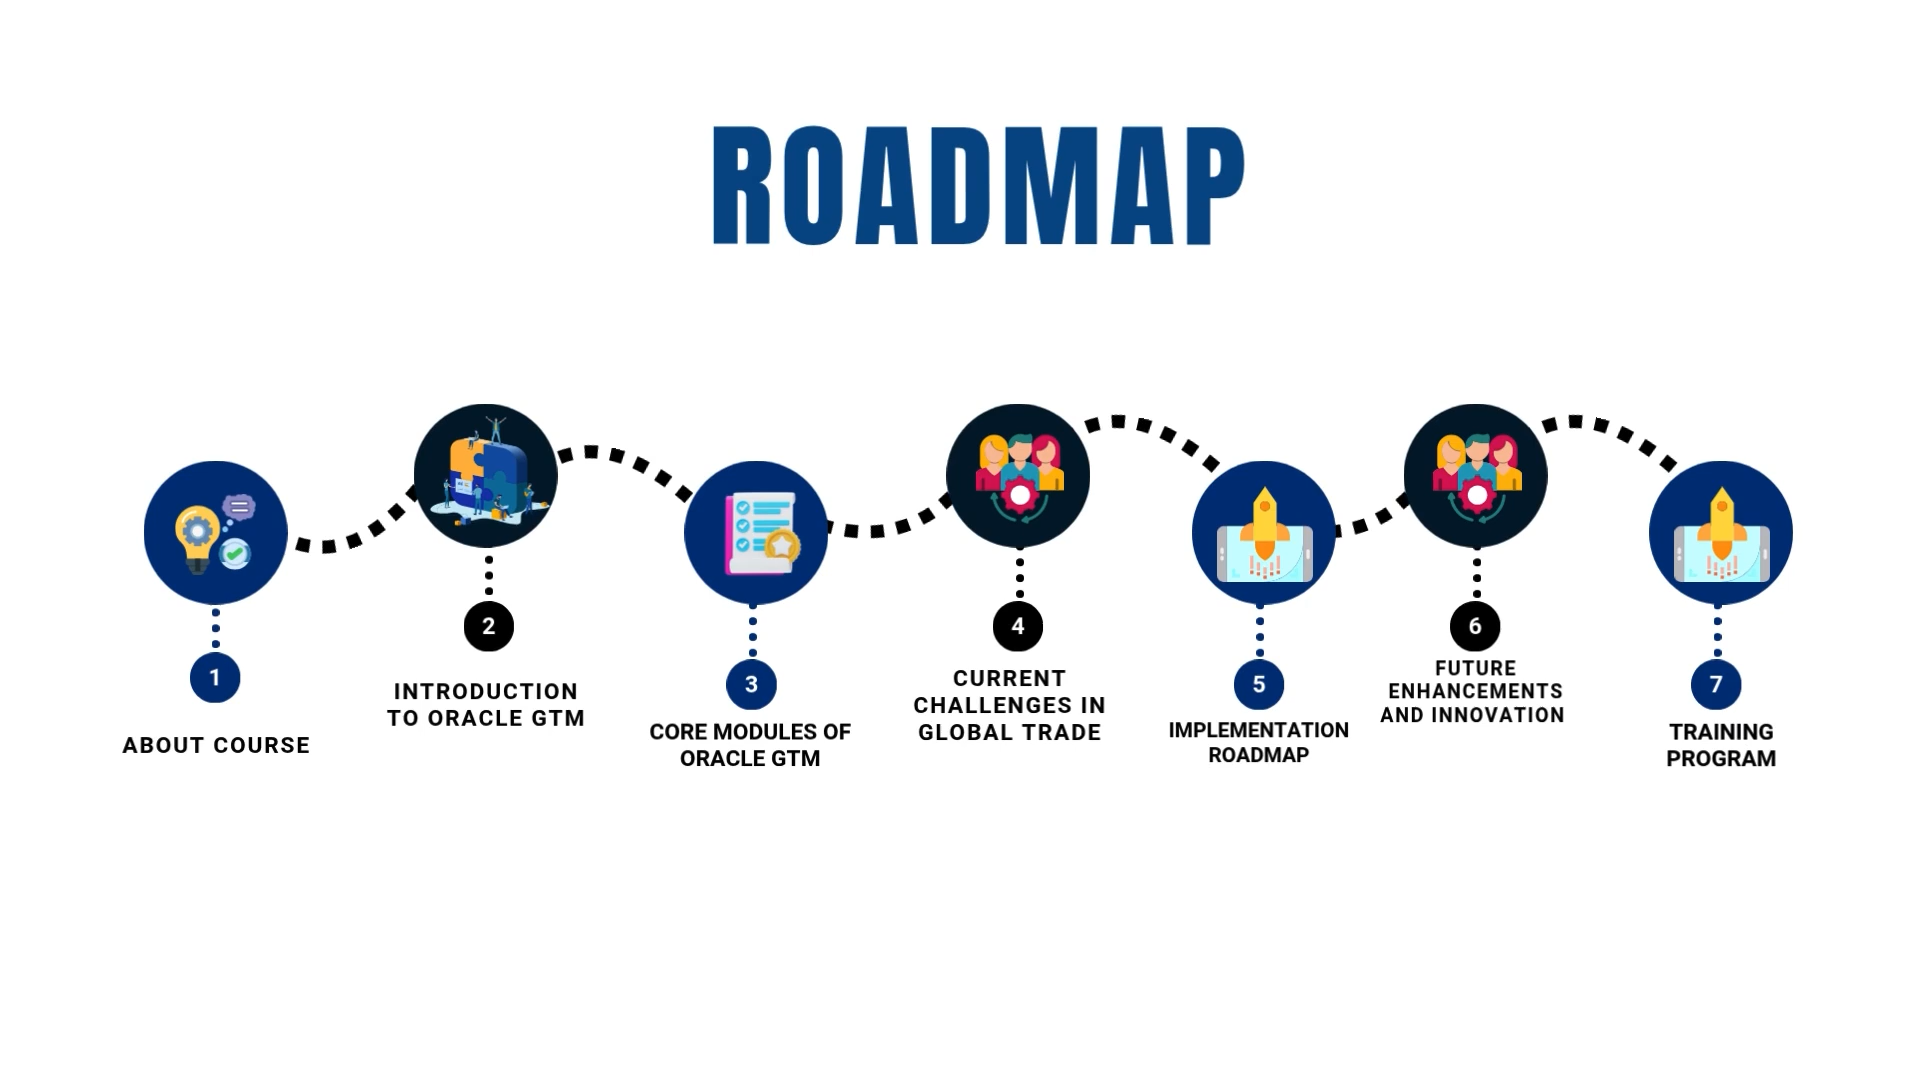 ROADMAP
1
ABOUT COURSE
2
INTRODUCTION
TO ORACLE GTM
3
CORE MODULES OF
ORACLE GTM
4
CURRENT
CHALLENGES IN
GLOBAL TRADE
5
IMPLEMENTATION
ROADMAP
6
FUTURE
ENHANCEMENTS
AND INNOVATION
7
TRAINING
PROGRAM